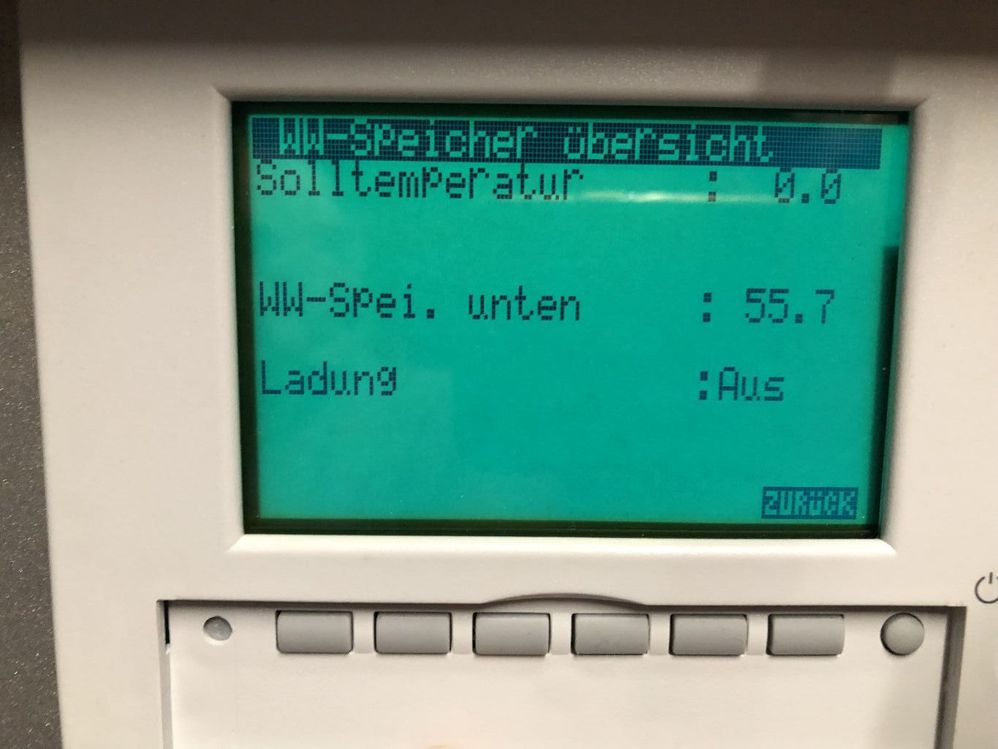 WW-Speicher übersicht
Solltemperatur : 0.0
WW-Spei. unten : 55.7
Ladung :Aus
ZURÜCK